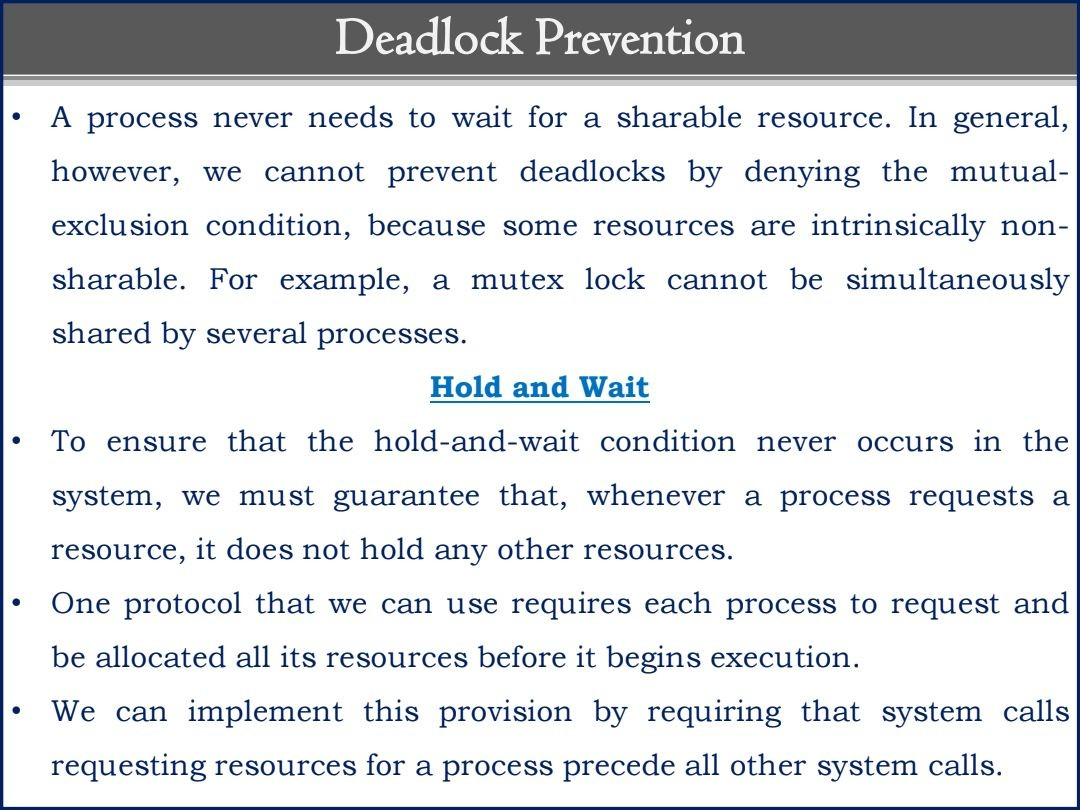 Deadlock Prevention
• A process never needs to wait for a sharable resource. In general,
however, we cannot prevent deadlocks by denying the mutual-
exclusion condition, because some resources are intrinsically non-
sharable. For example, a mutex lock cannot be simultaneously
shared by several processes.
Hold and Wait
• To ensure that the hold-and-wait condition never occurs in the
system, we must guarantee that, whenever a process requests a
resource, it does not hold any other resources.
• One protocol that we can use requires each process to request and
be allocated all its resources before it begins execution.
• We can implement this provision by requiring that system calls
requesting resources for a process precede all other system calls.